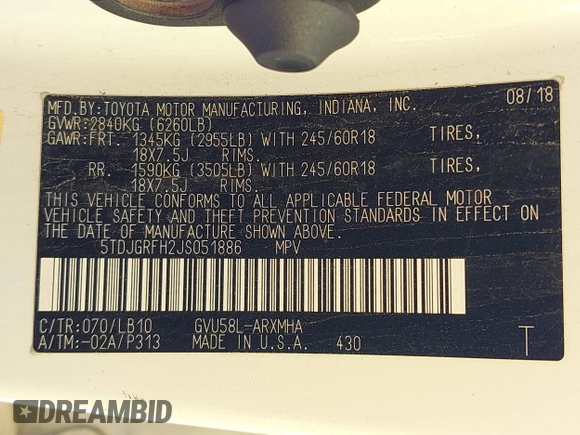 MFD.BY:TOYOTA MOTOR MANUFACTURING, INDIANA, INC. 08/18
GVWR:2840KG (6260LB)
GAWR:FRT. 1345KG (2955LB) WITH 245/60R18 TIRES,
18X7.5J RIMS.
RR. 1590KG (3505LB) WITH 245/60R18 TIRES,
18X7.5J RIMS.
THIS VEHICLE CONFORMS TO ALL APPLICABLE FEDERAL MOTOR
VEHICLE SAFETY AND THEFT PREVENTION STANDARDS IN EFFECT ON
THE DATE OF MANUFACTURE SHOWN ABOVE.
5TDJGRFH2JS051886 MPV
C/TR:070/LB10 GVU58L-ARXMHA
A/TM:-02A/P313 MADE IN U.S.A. 430 T
DREAMBID